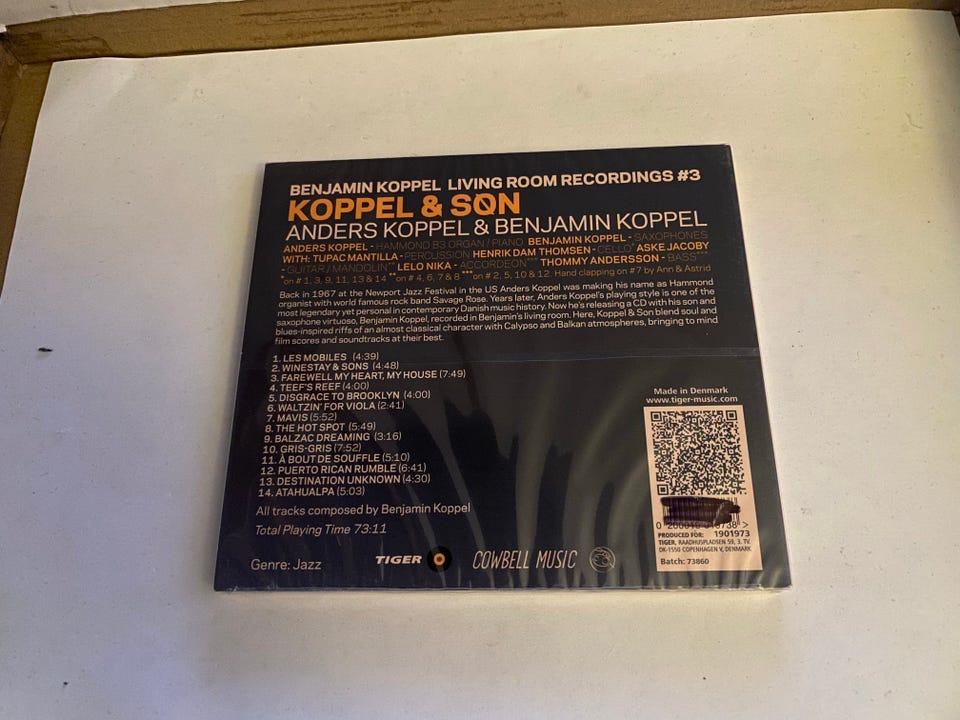 BENJAMIN KOPPEL LIVING ROOM RECORDINGS #3
KOPPEL & SØN
ANDERS KOPPEL & BENJAMIN KOPPEL
ANDERS KOPPEL - HAMMOND B3 ORGAN / PIANO BENJAMIN KOPPEL - SAXOPHONES
WITH: TUPAC MANTILLA - PERCUSSION HENRIK DAM THOMSEN - CELLO* ASKE JACOBY
- GUITAR / MANDOLIN** LELO NIKA - ACCORDEON*** THOMMY ANDERSSON - BASS***
*on # 1, 3, 9, 11, 13 & 14 **on # 4, 6, 7 & 8 ***on # 2, 5, 10 & 12. Hand clapping on #7 by Ann & Astrid
Back in 1967 at the Newport Jazz Festival in the US Anders Koppel was making his name as Hammond
organist with world famous rock band Savage Rose. Years later, Anders Koppel's playing style is one of the
most legendary yet personal in contemporary Danish music history. Now he's releasing a CD with his son and
saxophone virtuoso, Benjamin Koppel, recorded in Benjamin's living room. Here, Koppel & Søn blend soul and
blues-inspired riffs of an almost classical character with Calypso and Balkan atmospheres, bringing to mind
film scores and soundtracks at their best.
1. LES MOBILES (4:39)
2. WINESTAY & SONS (4:48)
3. FAREWELL MY HEART, MY HOUSE (7:49)
4. TEEF'S REEF (4:00)
5. DISGRACE TO BROOKLYN (4:00)
6. WALTZIN' FOR VIOLA (2:41)
7. MAVIS (5:52)
8. THE HOT SPOT (5:49)
9. BALZAC DREAMING (3:16)
10. GRIS-GRIS (7:52)
11. À BOUT DE SOUFFLE (5:10)
12. PUERTO RICAN RUMBLE (6:41)
13. DESTINATION UNKNOWN (4:30)
14. ATAHUALPA (5:03)
All tracks composed by Benjamin Koppel
Total Playing Time 73:11
Genre: Jazz
TIGER
COWBELL MUSIC
Made in Denmark
www.tiger-music.com
PRODUCED FOR: 1901973
TIGER, RAADHUSPLADSEN 59, 3. TV.
DK-1550 COPENHAGEN V, DENMARK
Batch: 73860